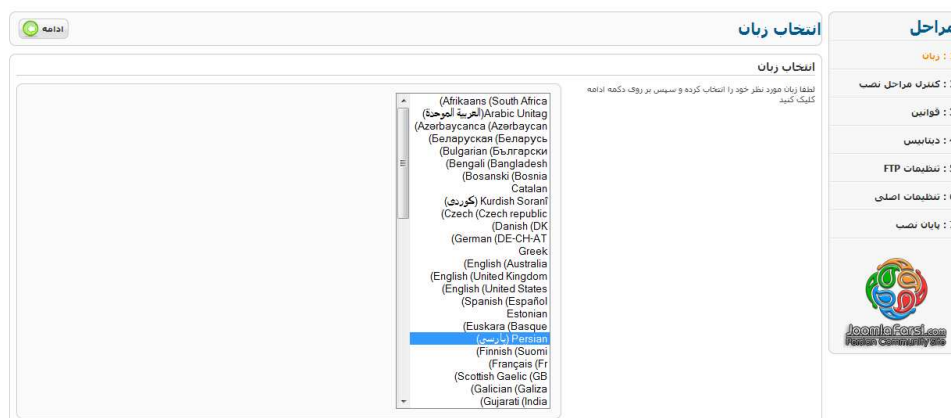 انتخاب زبان
ادامه
انتخاب زبان
لطفا زبان مورد نظر خود را انتخاب کرده و سپس بر روی دکمه ادامه
کلیک کنید
(Afrikaans (South Africa
(العربية الموحدة)Arabic Unitag
(Azərbaycanca (Azərbaycan
(Беларуская (Беларусь
(Bulgarian (Български
(Bengali (Bangladesh
(Bosanski (Bosnia
Catalan
(کوردی) Kurdish Soranî
(Czech (Czech republic
(Danish (DK
(German (DE-CH-AT
Greek
(English (Australia
(English (United Kingdom
(English (United States
(Spanish (Español
Estonian
(Euskara (Basque
(پارسی) Persian
(Finnish (Suomi
(Français (Fr
(Scottish Gaelic (GB
(Galician (Galiza
(Gujarati (India
مراحل
: زبان
: کنترل مراحل نصب
: قوانین
: دیتابیس
: تنظیمات FTP
: تنظیمات اصلی
: پایان نصب
JoomlaFarsi.com
Persian Community Site